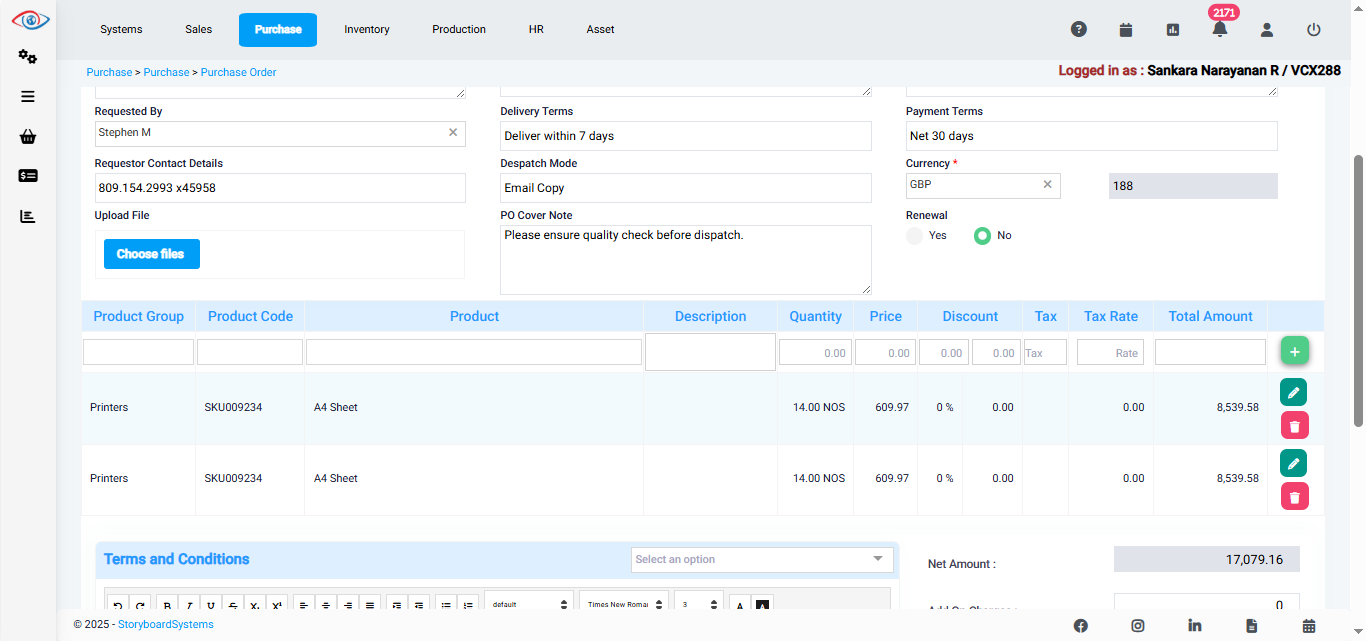 Systems Sales Purchase Inventory Production HR Asset 2171
Purchase > Purchase > Purchase Order Logged in as : Sankara Narayanan R / VCX288
Requested By Delivery Terms Payment Terms
Stephen M Deliver within 7 days Net 30 days
Requestor Contact Details Despatch Mode Currency *
809.154.2993 x45958 Email Copy GBP 188
Upload File PO Cover Note Renewal
Choose files Please ensure quality check before dispatch. Yes No
Product Group Product Code Product Description Quantity Price Discount Tax Tax Rate Total Amount
0.00 0.00 0.00 0.00 Tax Rate
Printers SKU009234 A4 Sheet 14.00 NOS 609.97 0 % 0.00 0.00 8,539.58
Printers SKU009234 A4 Sheet 14.00 NOS 609.97 0 % 0.00 0.00 8,539.58
Terms and Conditions Select an option Net Amount : 17,079.16
default Times New Roma 3 Add On Charges : 0
© 2025 - StoryboardSystems